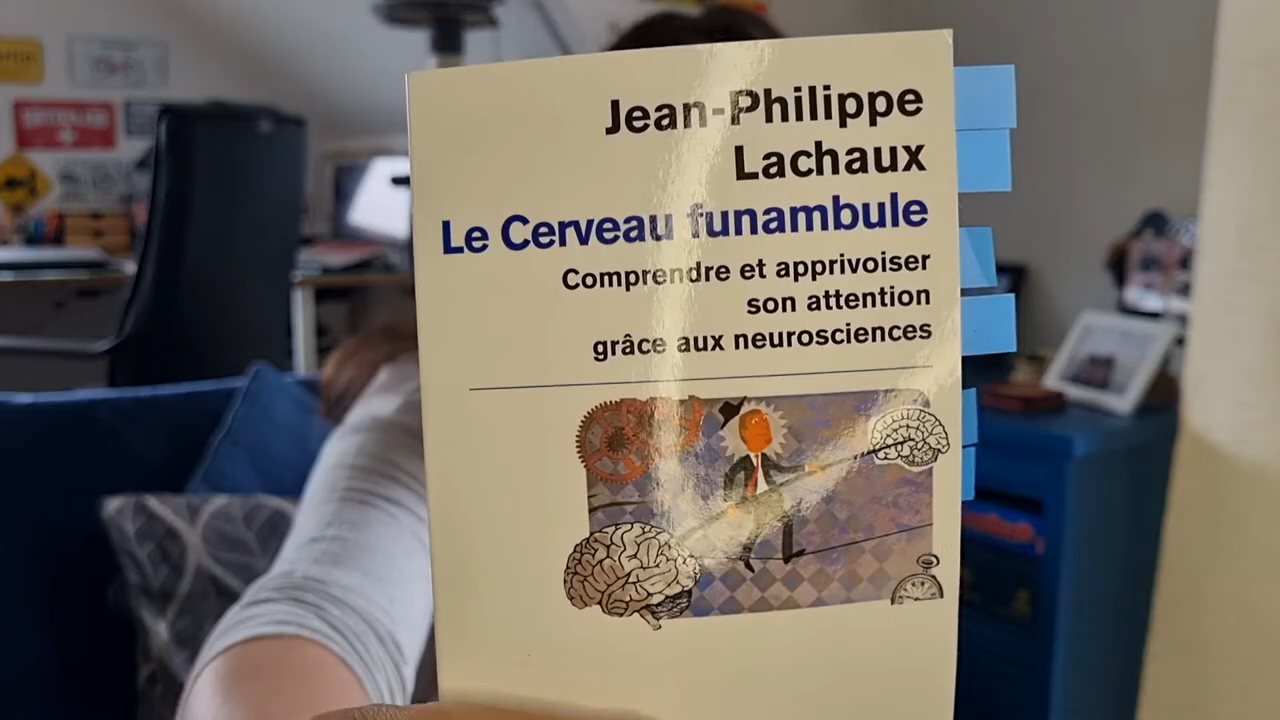 Jean-Philippe
Lachaux
Le Cerveau funambule
Comprendre et apprivoiser
son attention
grâce aux neurosciences